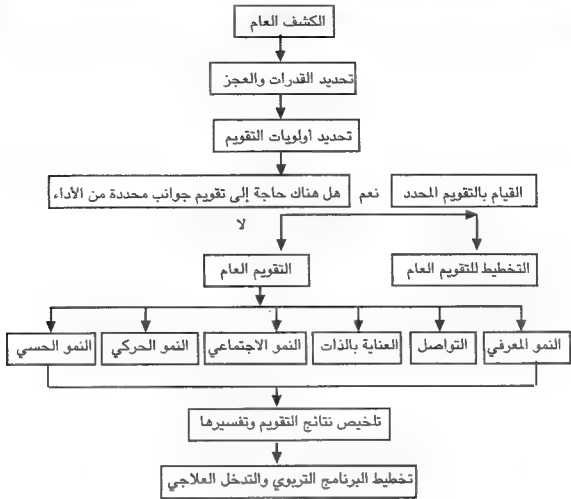 الكشف العام
تحديد القدرات والعجز
تحديد أولويات التقويم
هل هناك حاجة إلى تقويم جوانب محددة من الأداء نعم القيام بالتقويم المحدد
لا
التخطيط للتقويم العام التقويم العام
النمو المعرفي التواصل العناية بالذات النمو الاجتماعي النمو الحركي النمو الحسي
تلخيص نتائج التقويم وتفسيرها
تخطيط البرنامج التربوي والتدخل العلاجي